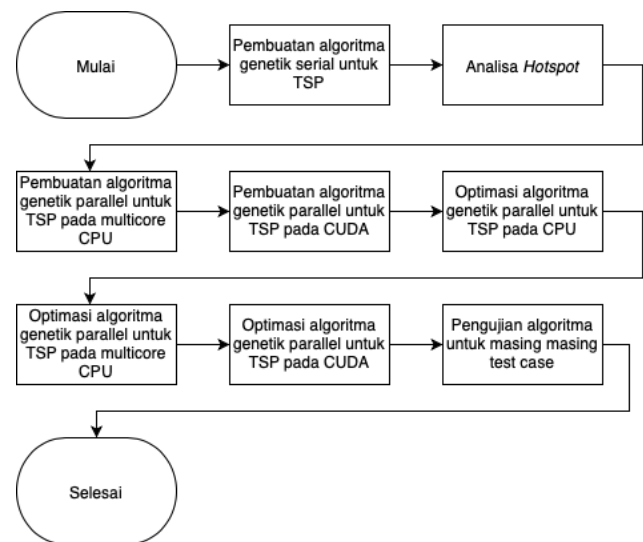 Mulai
Pembuatan algoritma
genetik serial untuk
TSP
Analisa Hotspot
Pembuatan algoritma
genetik parallel untuk
TSP pada multicore
CPU
Pembuatan algoritma
genetik parallel untuk
TSP pada CUDA
Optimasi algoritma
genetik parallel untuk
TSP pada CPU
Optimasi algoritma
genetik parallel untuk
TSP pada multicore
CPU
Optimasi algoritma
genetik parallel untuk
TSP pada CUDA
Pengujian algoritma
untuk masing masing
test case
Selesai